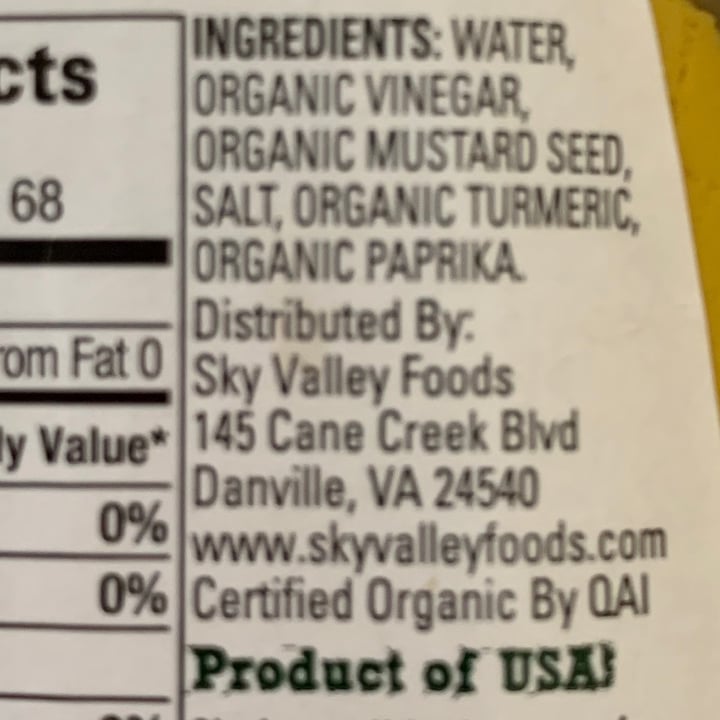 cts
68
rom Fat 0
ly Value*
0%
0%
INGREDIENTS: WATER,
ORGANIC VINEGAR,
ORGANIC MUSTARD SEED,
SALT, ORGANIC TURMERIC,
ORGANIC PAPRIKA.
Distributed By:
Sky Valley Foods
145 Cane Creek Blvd
Danville, VA 24540
www.skyvalleyfoods.com
Certified Organic By QAI
Product of USA!